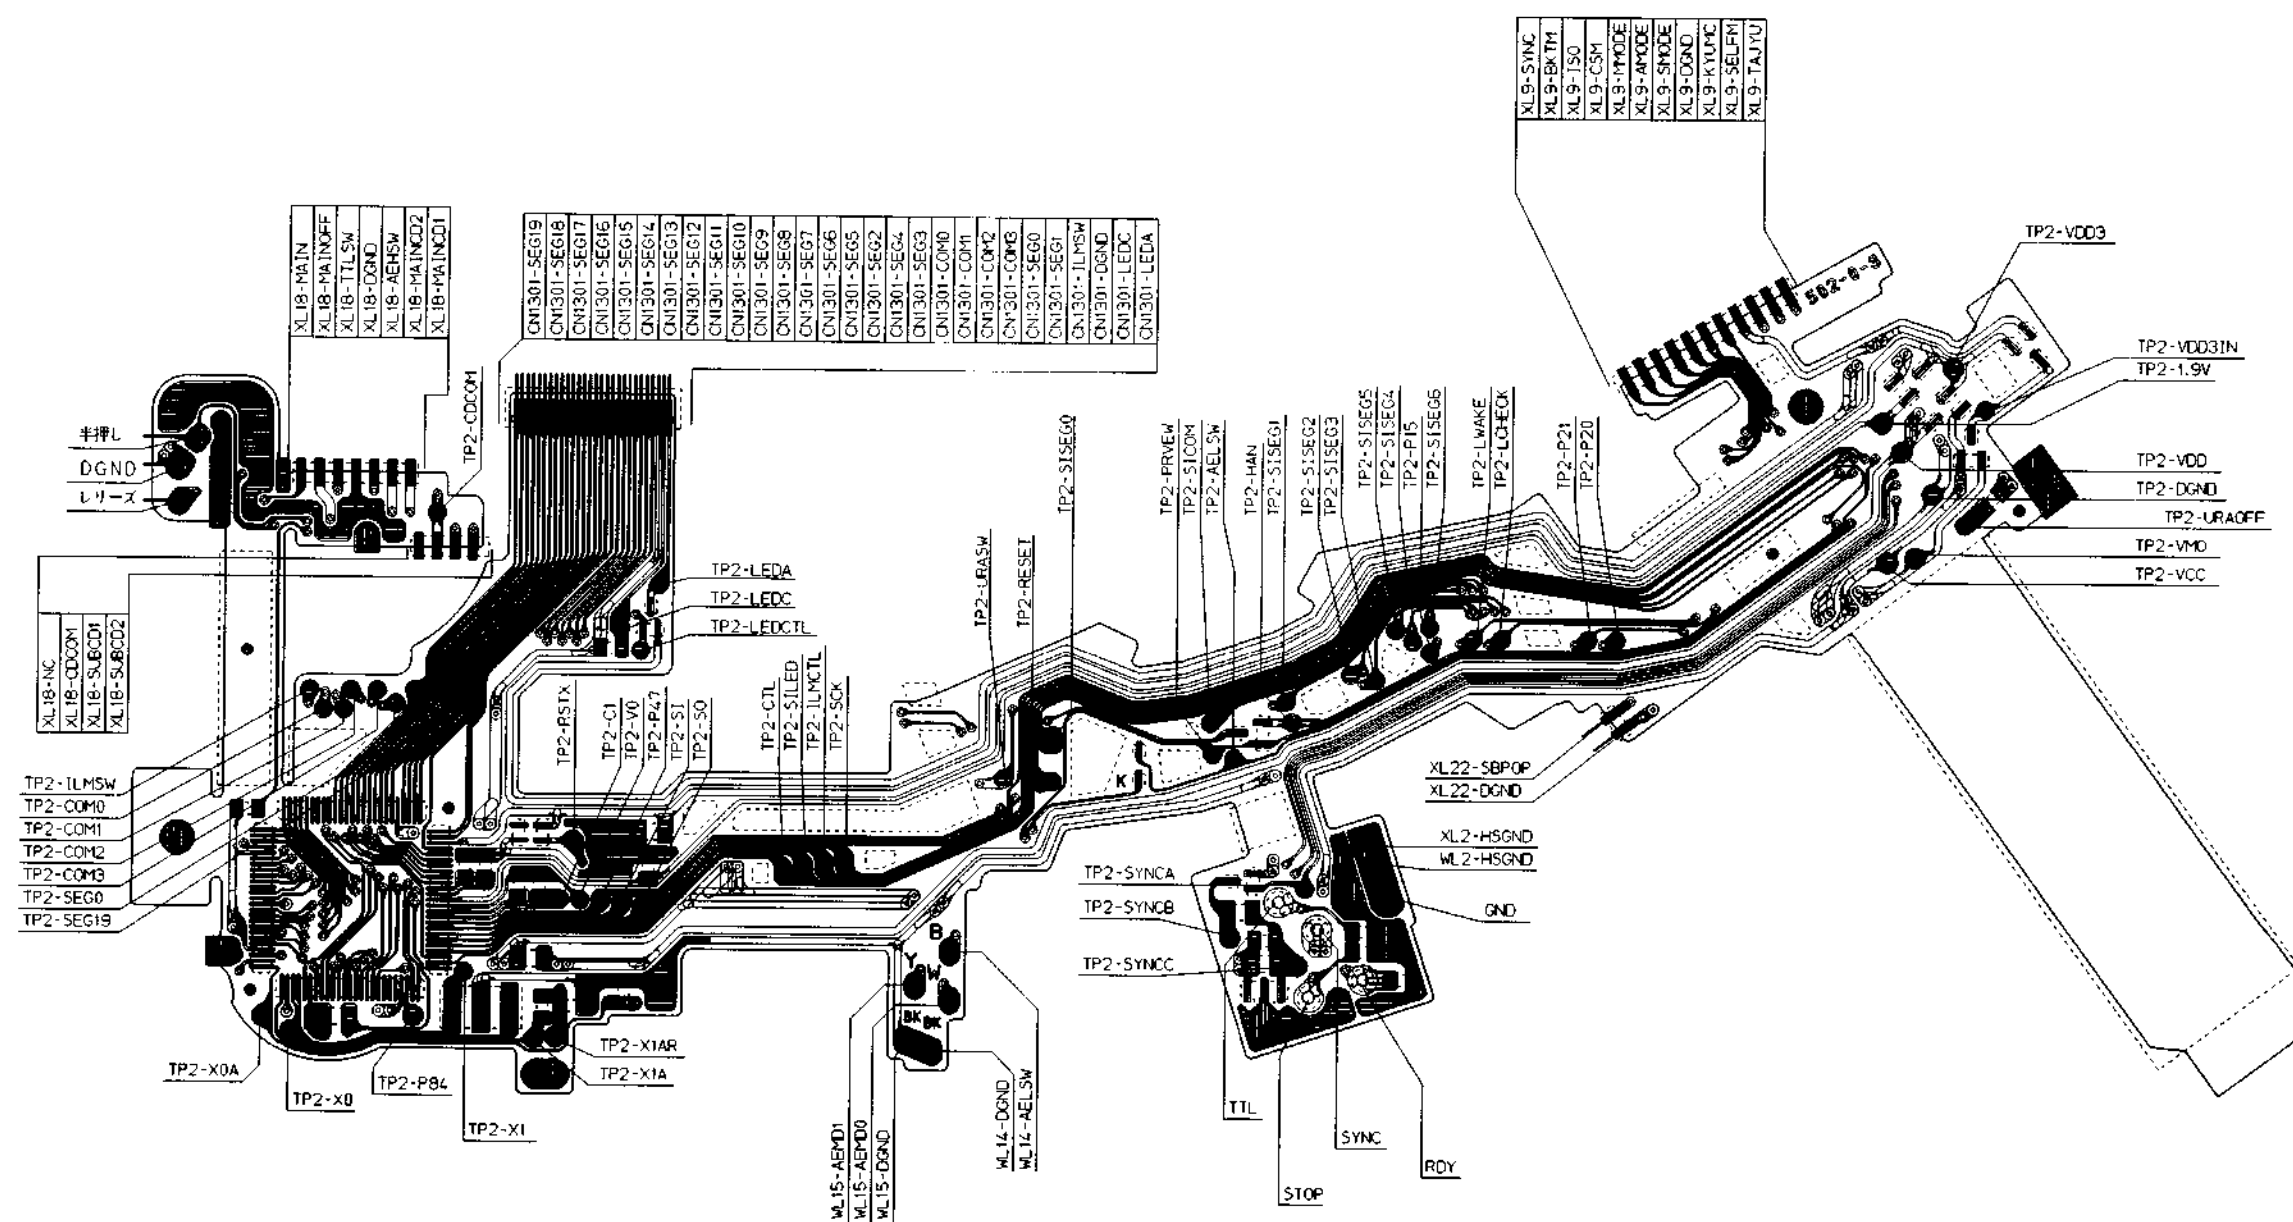 XL9-SYNC
XL9-BKTM
XL9-ISO
XL9-CSM
XL9-MMODE
XL9-AMODE
XL9-SMODE
XL9-DGND
XL9-KYUMC
XL9-SELFM
XL9-TAJYU
XL18-MAIN
XL18-MAINOFF
XL18-TTLSW
XL18-DGND
XL18-AEHSW
XL18-MAINCD2
XL18-MAINCD1
CN1301-SEG19
CN1301-SEG18
CN1301-SEG17
CN1301-SEG16
CN1301-SEG15
CN1301-SEG14
CN1301-SEG13
CN1301-SEG12
CN1301-SEG11
CN1301-SEG10
CN1301-SEG9
CN1301-SEG8
CN1301-SEG7
CN1301-SEG6
CN1301-SEG5
CN1301-SEG2
CN1301-SEG4
CN1301-SEG3
CN1301-COM0
CN1301-COM1
CN1301-COM2
CN1301-COM3
CN1301-SEG0
CN1301-SEG1
CN1301-ILMSW
CN1301-DGND
CN1301-LEDC
CN1301-LEDA
TP2-VDD3
502-0-9
TP2-VDD3IN
TP2-1.9V
TP2-VDD
TP2-DGND
TP2-URAOFF
TP2-VMO
TP2-VCC
半押し
DGND
レリーズ
TP2-CDCOM
XL18-NC
XL18-CDCOM
XL18-SUBCD1
XL18-SUBCD2
TP2-LEDA
TP2-LEDC
TP2-LEDCTL
TP2-URASW
TP2-RESET
TP2-SISEG0
TP2-PRVEW
TP2-SICOM
TP2-AELSW
TP2-HAN
TP2-SISEG1
TP2-SISEG2
TP2-SISEG3
TP2-SISEG5
TP2-SISEG4
TP2-P15
TP2-SISEG6
TP2-LWAKE
TP2-LCHECK
TP2-P21
TP2-P20
TP2-RSTX
TP2-C1
TP2-V0
TP2-P47
TP2-SI
TP2-SO
TP2-CTL
TP2-SILED
TP2-ILMCTL
TP2-SCK
TP2-ILMSW
TP2-COM0
TP2-COM1
TP2-COM2
TP2-COM3
TP2-SEG0
TP2-SEG19
K
XL22-SBPOP
XL22-DGND
XL2-HSGND
WL2-HSGND
GND
TP2-SYNCA
TP2-SYNCB
TP2-SYNCC
B
Y
W
BK
BK
TP2-X0A
TP2-X0
TP2-P84
TP2-X1
TP2-X1AR
TP2-X1A
WL15-AEMD1
WL15-AEMD0
WL15-DGND
WL14-DGND
WL14-AELSW
TTL
STOP
SYNC
RDY